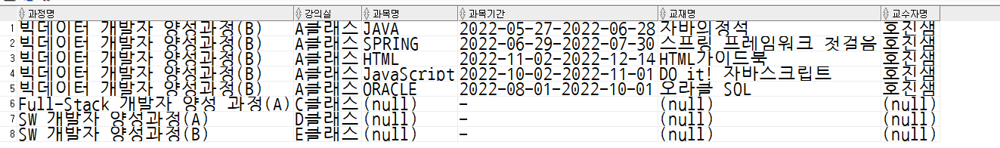 과정명 강의실 과목명 과목기간 교재명 교수자명
1 빅데이터 개발자 양성과정(B) A클래스 JAVA 2022-05-27-2022-06-28 자바의정석 호진샘
2 빅데이터 개발자 양성과정(B) A클래스 SPRING 2022-06-29-2022-07-30 스프링 프레임워크 첫걸음 호진샘
3 빅데이터 개발자 양성과정(B) A클래스 HTML 2022-11-02-2022-12-14 HTML가이드북 호진샘
4 빅데이터 개발자 양성과정(B) A클래스 JavaScript 2022-10-02-2022-11-01 DO it! 자바스크립트 호진샘
5 빅데이터 개발자 양성과정(B) A클래스 ORACLE 2022-08-01-2022-10-01 오라클 SQL 호진샘
6 Full-Stack 개발자 양성 과정(A) C클래스 (null) - (null) (null)
7 SW 개발자 양성과정(A) D클래스 (null) - (null) (null)
8 SW 개발자 양성과정(B) E클래스 (null) - (null) (null)